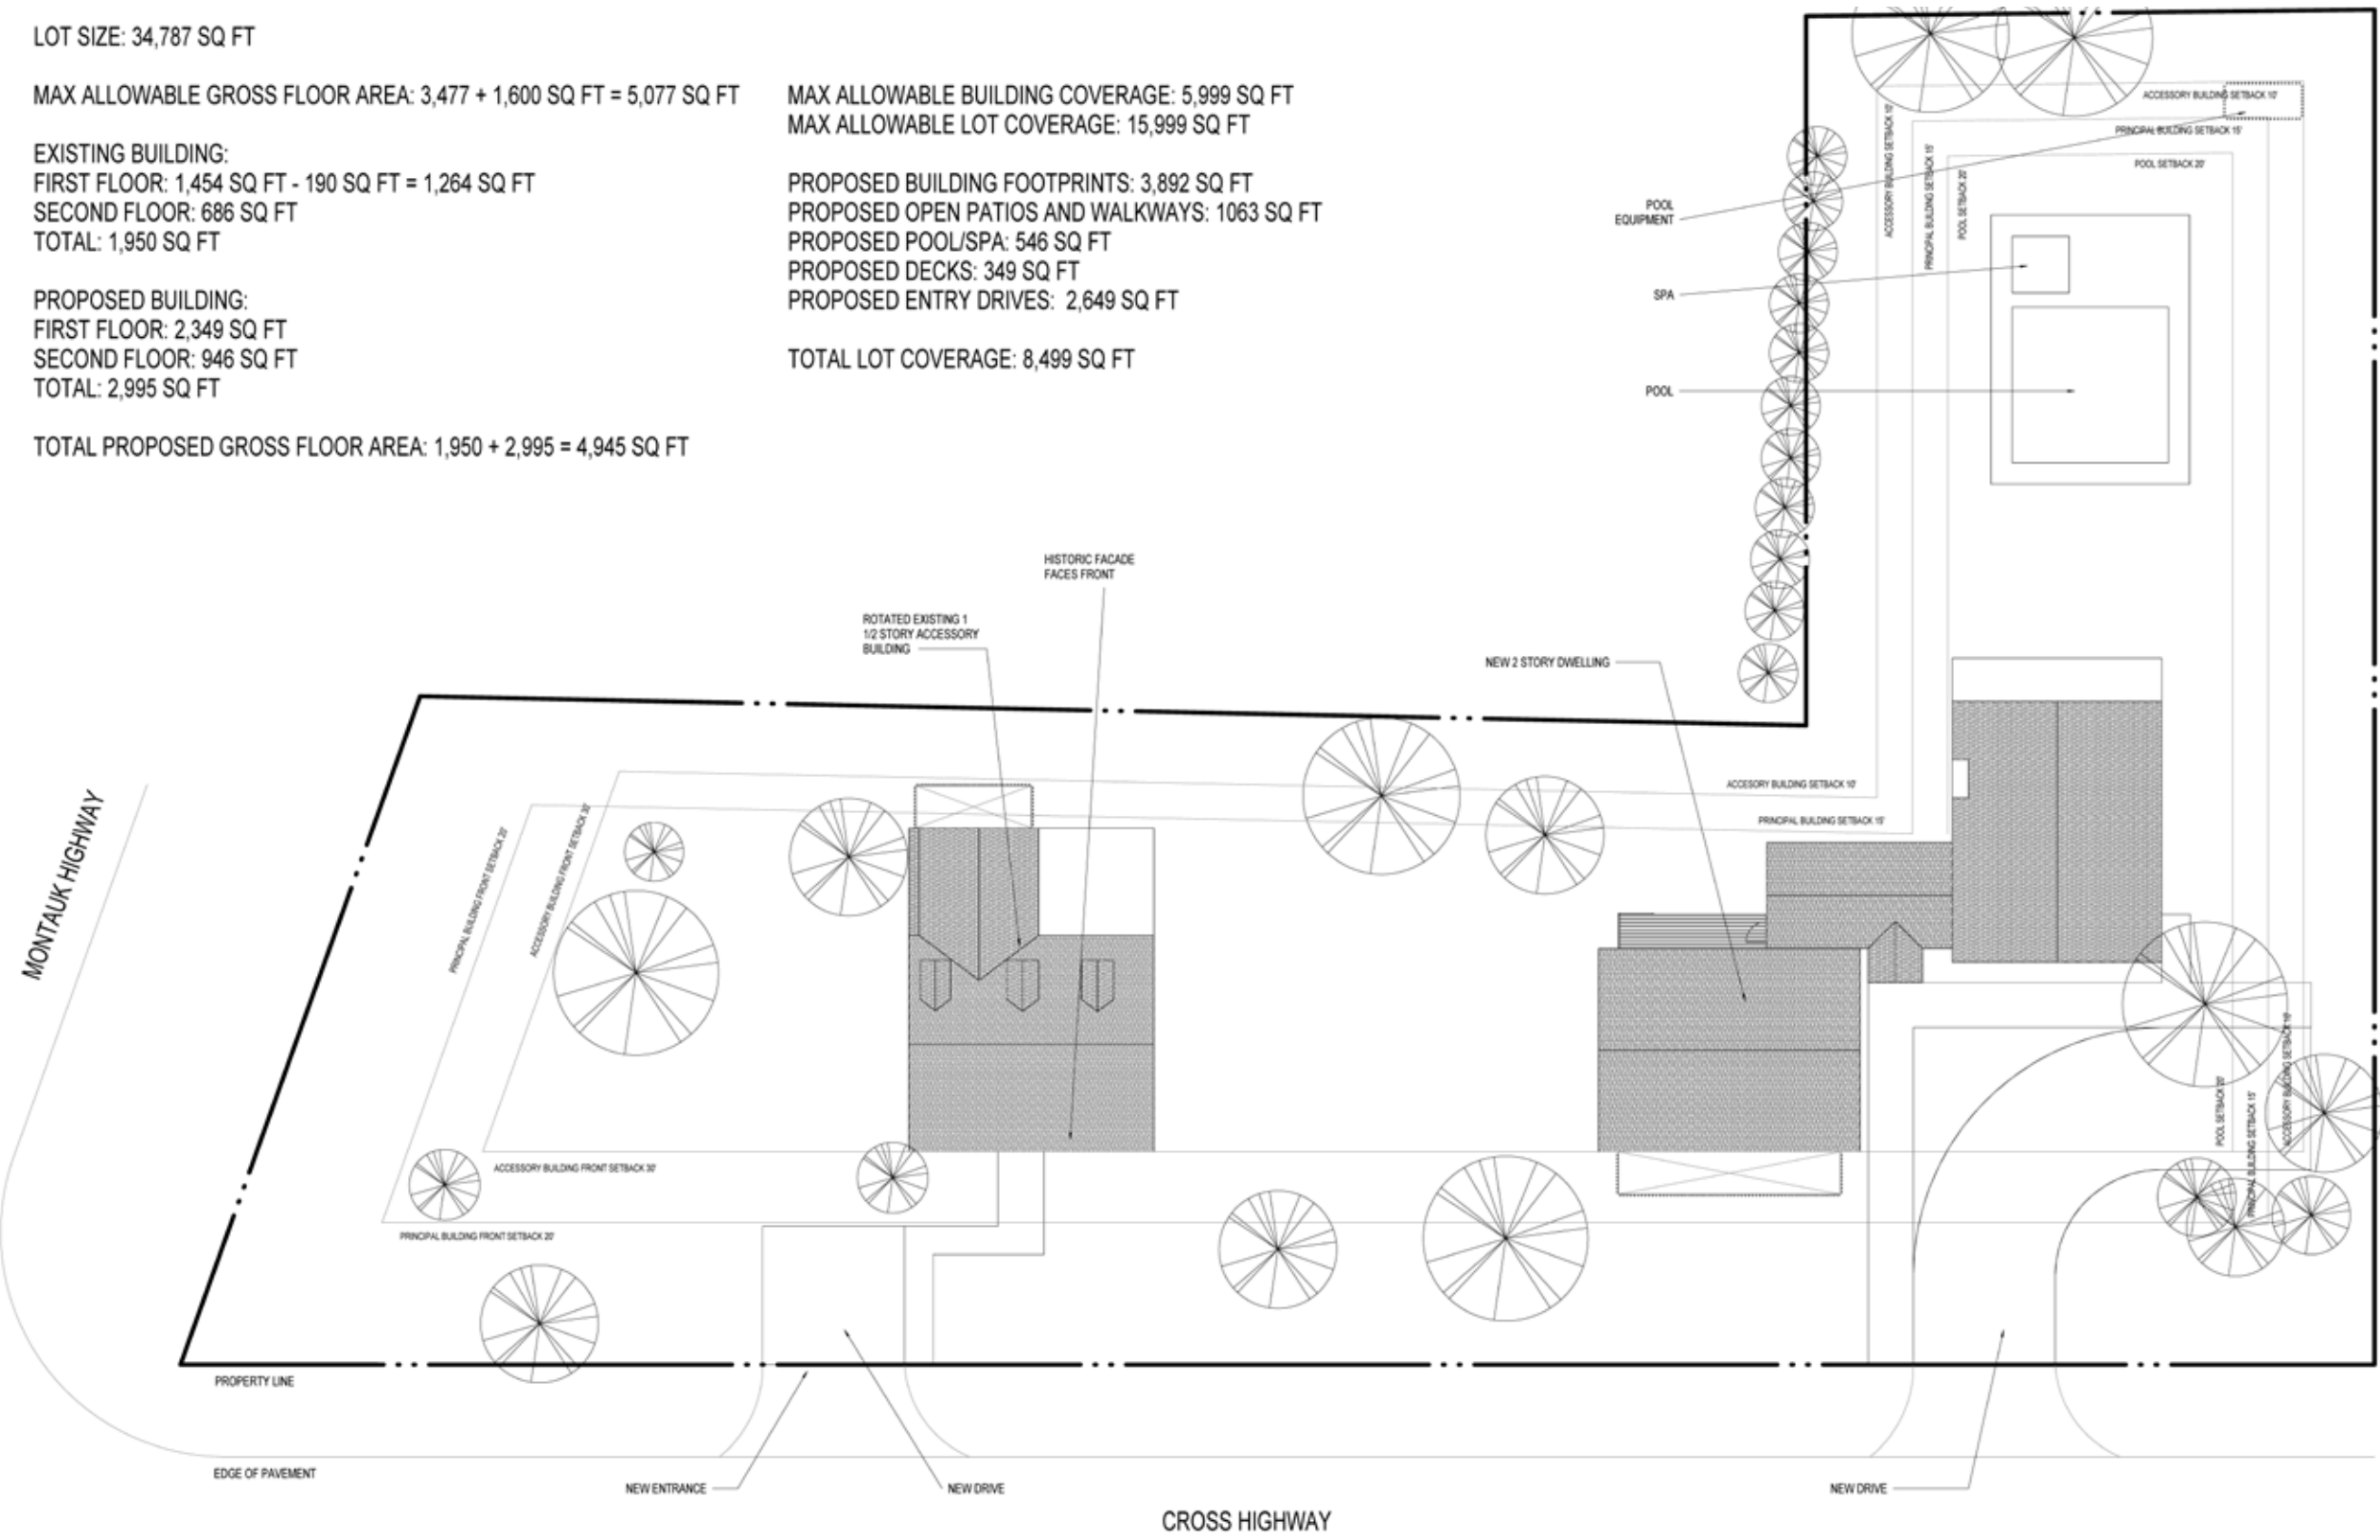 LOT SIZE: 34,787 SQ FT
MAX ALLOWABLE GROSS FLOOR AREA: 3,477 + 1,600 SQ FT = 5,077 SQ FT
EXISTING BUILDING:
FIRST FLOOR: 1,454 SQ FT - 190 SQ FT = 1,264 SQ FT
SECOND FLOOR: 686 SQ FT
TOTAL: 1,950 SQ FT
PROPOSED BUILDING:
FIRST FLOOR: 2,349 SQ FT
SECOND FLOOR: 946 SQ FT
TOTAL: 2,995 SQ FT
TOTAL PROPOSED GROSS FLOOR AREA: 1,950 + 2,995 = 4,945 SQ FT
MAX ALLOWABLE BUILDING COVERAGE: 5,999 SQ FT
MAX ALLOWABLE LOT COVERAGE: 15,999 SQ FT
PROPOSED BUILDING FOOTPRINTS: 3,892 SQ FT
PROPOSED OPEN PATIOS AND WALKWAYS: 1063 SQ FT
PROPOSED POOL/SPA: 546 SQ FT
PROPOSED DECKS: 349 SQ FT
PROPOSED ENTRY DRIVES: 2,649 SQ FT
TOTAL LOT COVERAGE: 8,499 SQ FT
ACCESSORY BUILDING SETBACK 10'
PRINCIPAL BUILDING SETBACK 15'
POOL SETBACK 20'
ACCESSORY BUILDING SETBACK 10'
PRINCIPAL BUILDING SETBACK 15'
POOL SETBACK 20'
POOL
EQUIPMENT
SPA
POOL
HISTORIC FACADE
FACES FRONT
ROTATED EXISTING 1
1/2 STORY ACCESSORY
BUILDING
NEW 2 STORY DWELLING
ACCESORY BUILDING SETBACK 10'
PRINCIPAL BUILDING SETBACK 15'
MONTAUK HIGHWAY
PRINCIPAL BUILDING FRONT SETBACK 20'
ACCESSORY BUILDING FRONT SETBACK 30'
ACCESSORY BUILDING FRONT SETBACK 30'
PRINCIPAL BUILDING FRONT SETBACK 20'
POOL SETBACK 20'
PRINCIPAL BUILDING SETBACK 15'
ACCESSORY BUILDING SETBACK 10'
PROPERTY LINE
EDGE OF PAVEMENT
NEW ENTRANCE
NEW DRIVE
NEW DRIVE
CROSS HIGHWAY